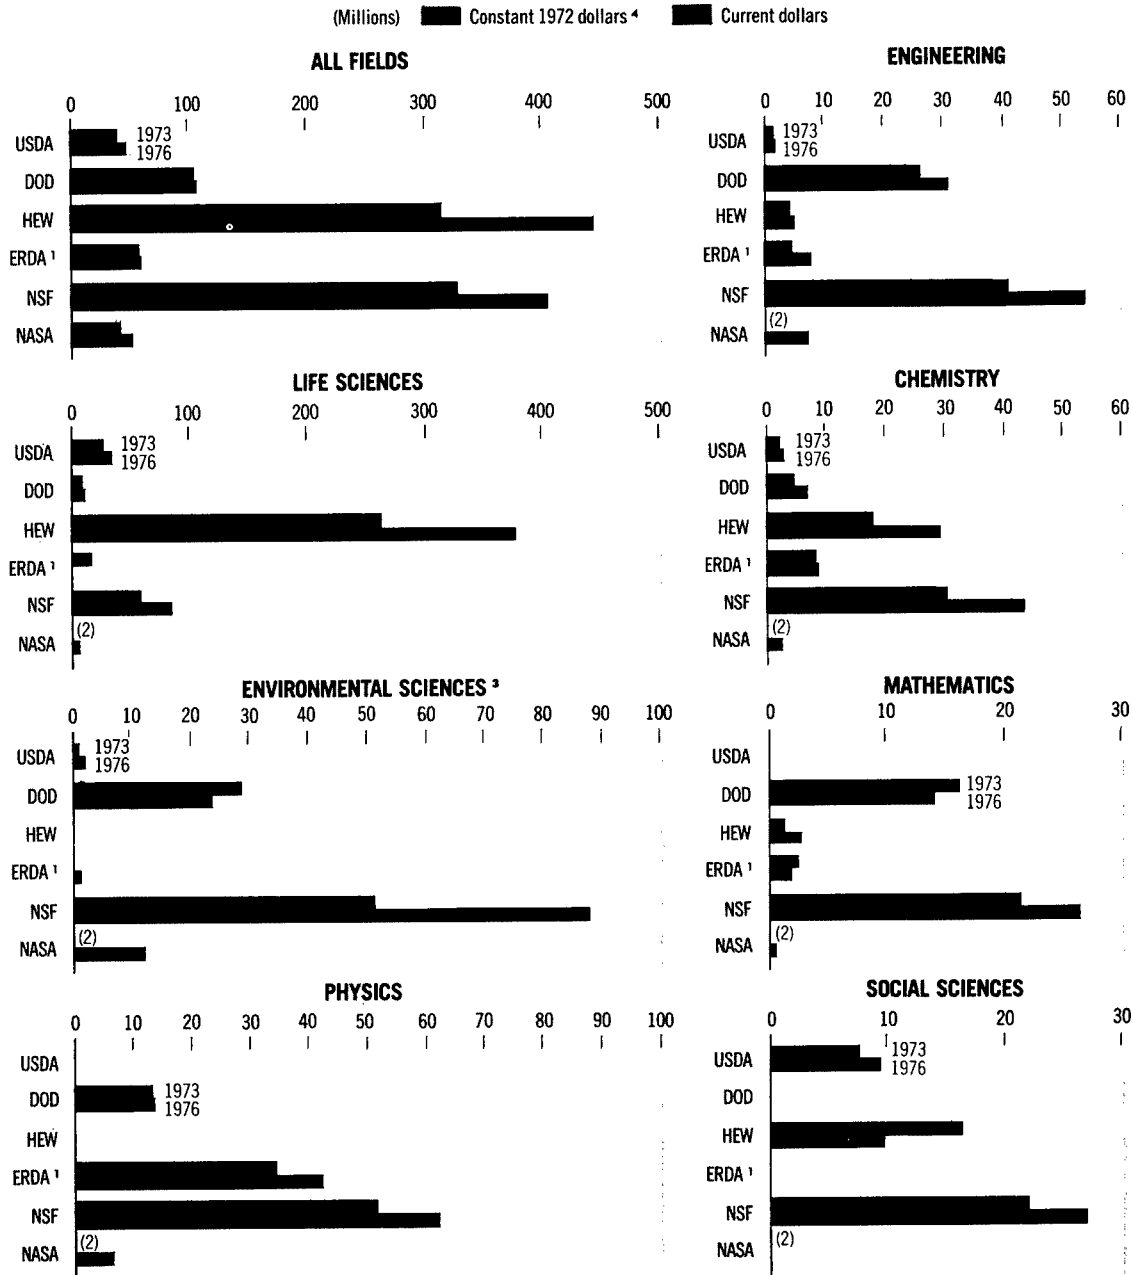 (Millions) Constant 1972 dollars ⁴ Current dollars
ALL FIELDS
0 100 200 300 400 500
USDA 1973
1976
DOD
HEW
ERDA ¹
NSF
NASA
ENGINEERING
0 10 20 30 40 50 60
USDA 1973
1976
DOD
HEW
ERDA ¹
NSF
NASA (2)
LIFE SCIENCES
0 100 200 300 400 500
USDA 1973
1976
DOD
HEW
ERDA ¹
NSF
NASA (2)
CHEMISTRY
0 10 20 30 40 50 60
USDA 1973
1976
DOD
HEW
ERDA ¹
NSF
NASA (2)
ENVIRONMENTAL SCIENCES ³
0 10 20 30 40 50 60 70 80 90 100
USDA 1973
1976
DOD
HEW
ERDA ¹
NSF
NASA (2)
MATHEMATICS
0 10 20 30
USDA
DOD 1973
1976
HEW
ERDA ¹
NSF
NASA (2)
PHYSICS
0 10 20 30 40 50 60 70 80 90 100
USDA
DOD 1973
1976
HEW
ERDA ¹
NSF
NASA (2)
SOCIAL SCIENCES
0 10 20 30
USDA 1973
1976
DOD
HEW
ERDA ¹
NSF
NASA (2)